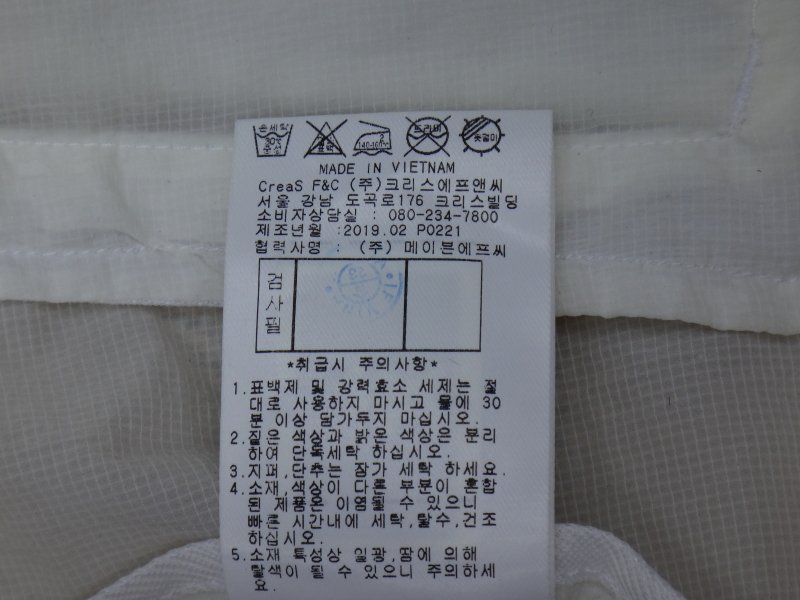 손세탁
30℃
중성
염소
표백
2
140-160℃
드라이
옷걸이
MADE IN VIETNAM
CreaS F&C (주)크리스에프앤씨
서울 강남 도곡로176 크리스빌딩
소비자상담실 : 080-234-7800
제조년월 :2019.02 P0221
협력사명 : (주) 메이븐에프씨
검
사
필
*취급시 주의사항*
1.표백제 및 강력효소 세제는 절
대로 사용하지 마시고 물에 30
분 이상 담가두지 마십시오.
2.짙은 색상과 밝은 색상은 분리
하여 단독세탁 하십시오.
3.지퍼,단추는 잠가 세탁 하세요.
4.소재,색상이 다른 부분이 혼합
된 제품은 이염될 수 있으니
빠른 시간내에 세탁,탈수,건조
하십시오.
5.소재 특성상 일광,땀에 의해
탈색이 될 수 있으니 주의하세
요.